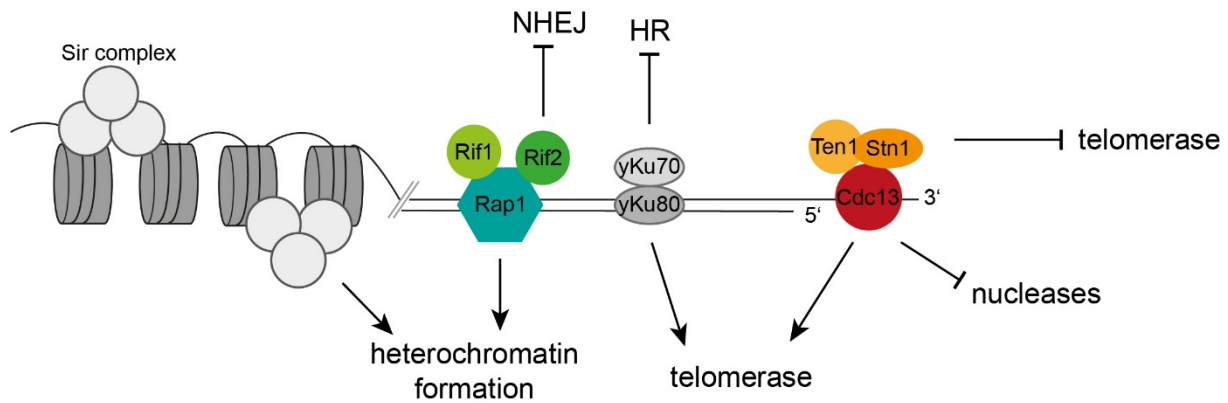 NHEJ
HR
Sir complex
Rif1
Rif2
Rap1
yKu70
yKu80
Ten1
Stn1
Cdc13
telomerase
5‘
3‘
nucleases
heterochromatin
formation
telomerase